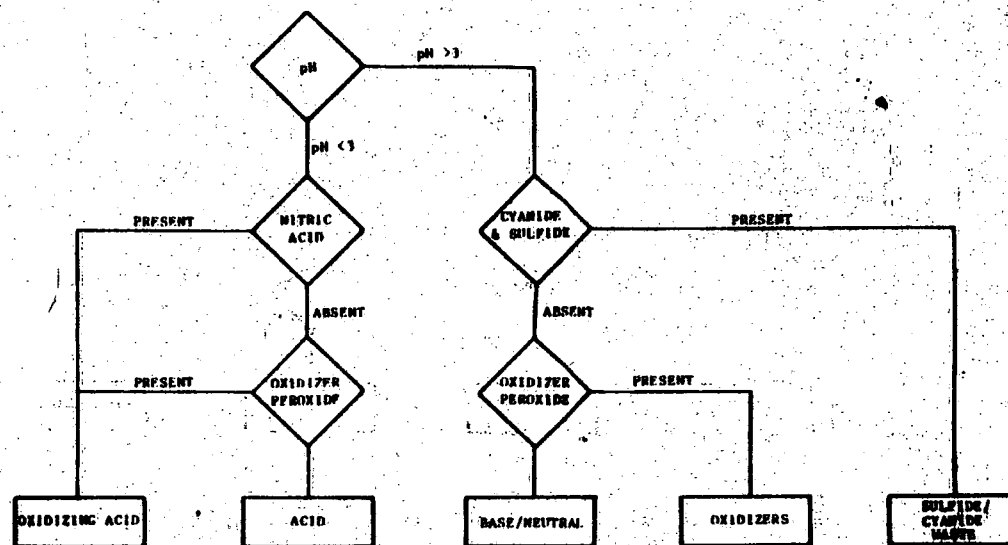 pH
pH >3
pH <3
PRESENT
NITRIC
ACID
CYANIDE
& SULFIDE
PRESENT
ABSENT
ABSENT
PRESENT
OXIDIZER
PEROXIDE
OXIDIZER
PEROXIDE
PRESENT
OXIDIZING ACID
ACID
BASE/NEUTRAL
OXIDIZERS
SULFIDE/
CYANIDE
WASTE